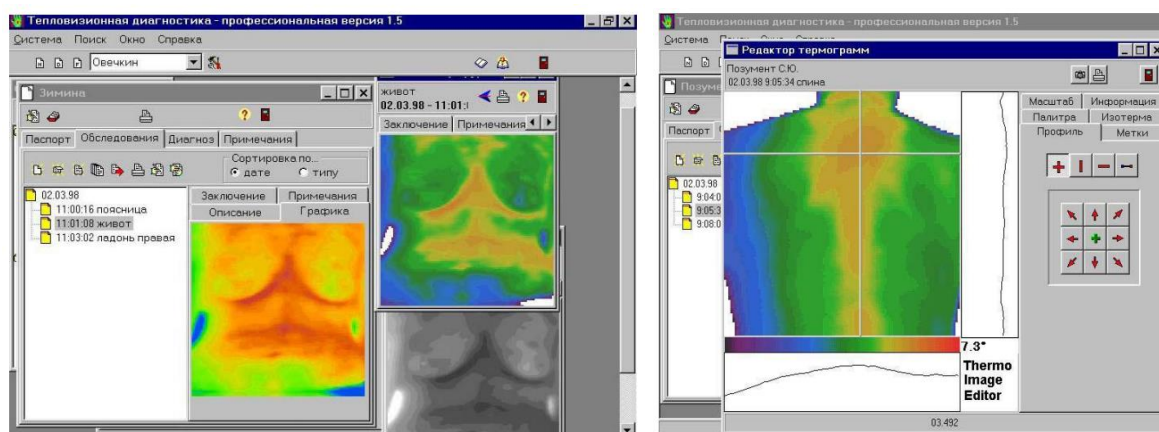 Тепловизионная диагностика - профессиональная версия 1.5
Система Поиск Окно Справка
Овечкин
Зимина
Паспорт Обследования Диагноз Примечания
Сортировка по...
дате типу
02.03.98
11:00:16 поясница
11:01:08 живот
11:03:02 ладонь правая
Заключение Примечания
Описание Графика
живот
02.03.98 - 11:01:
Заключение Примечания
Тепловизионная диагностика - профессиональная версия 1.5
Система Окно
Позуме
Паспорт
02.03.98
9:04:0
9:05:3
9:08:0
Редактор термограмм
Позумент С.Ю.
02.03.98 9:05:34 спина
Масштаб Информация
Палитра Изотерма
Профиль Метки
7.3°
Thermo
Image
Editor
03.492